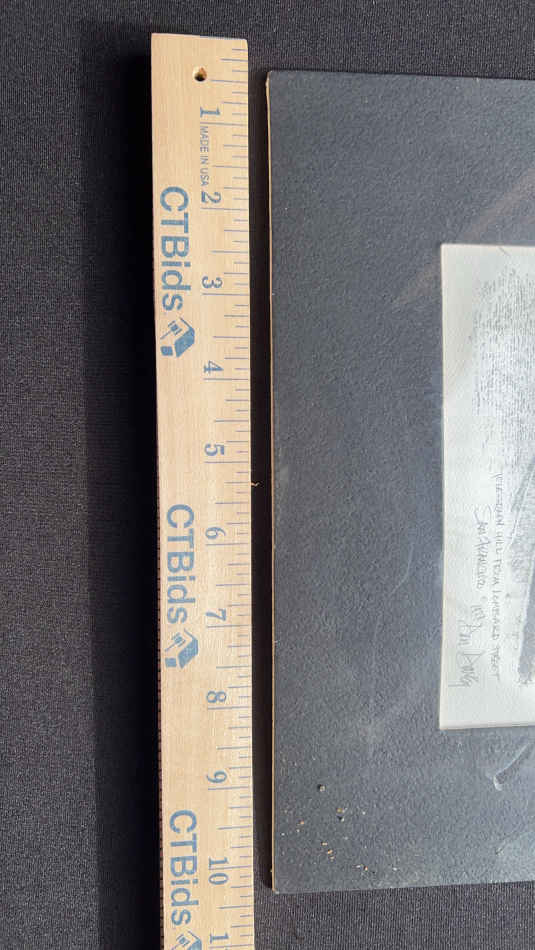 1
MADE IN USA
2
3
4
5
6
7
8
9
10
1
CTBids
CTBids
CTBids
HILL FROM LOMBARD STREET
SAN FRANCISCO